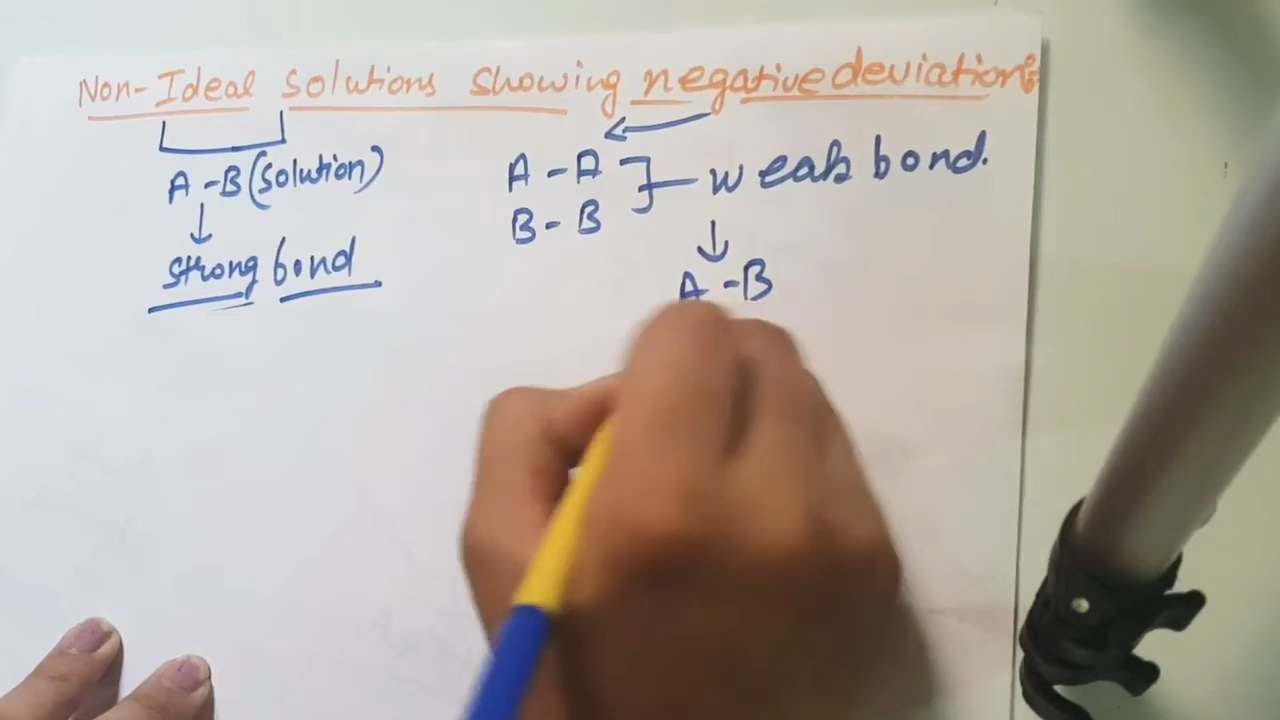 Non-Ideal Solutions showing negative deviations
A-B (Solution)
strong bond
A-A
B-B
weak bond.
A-B